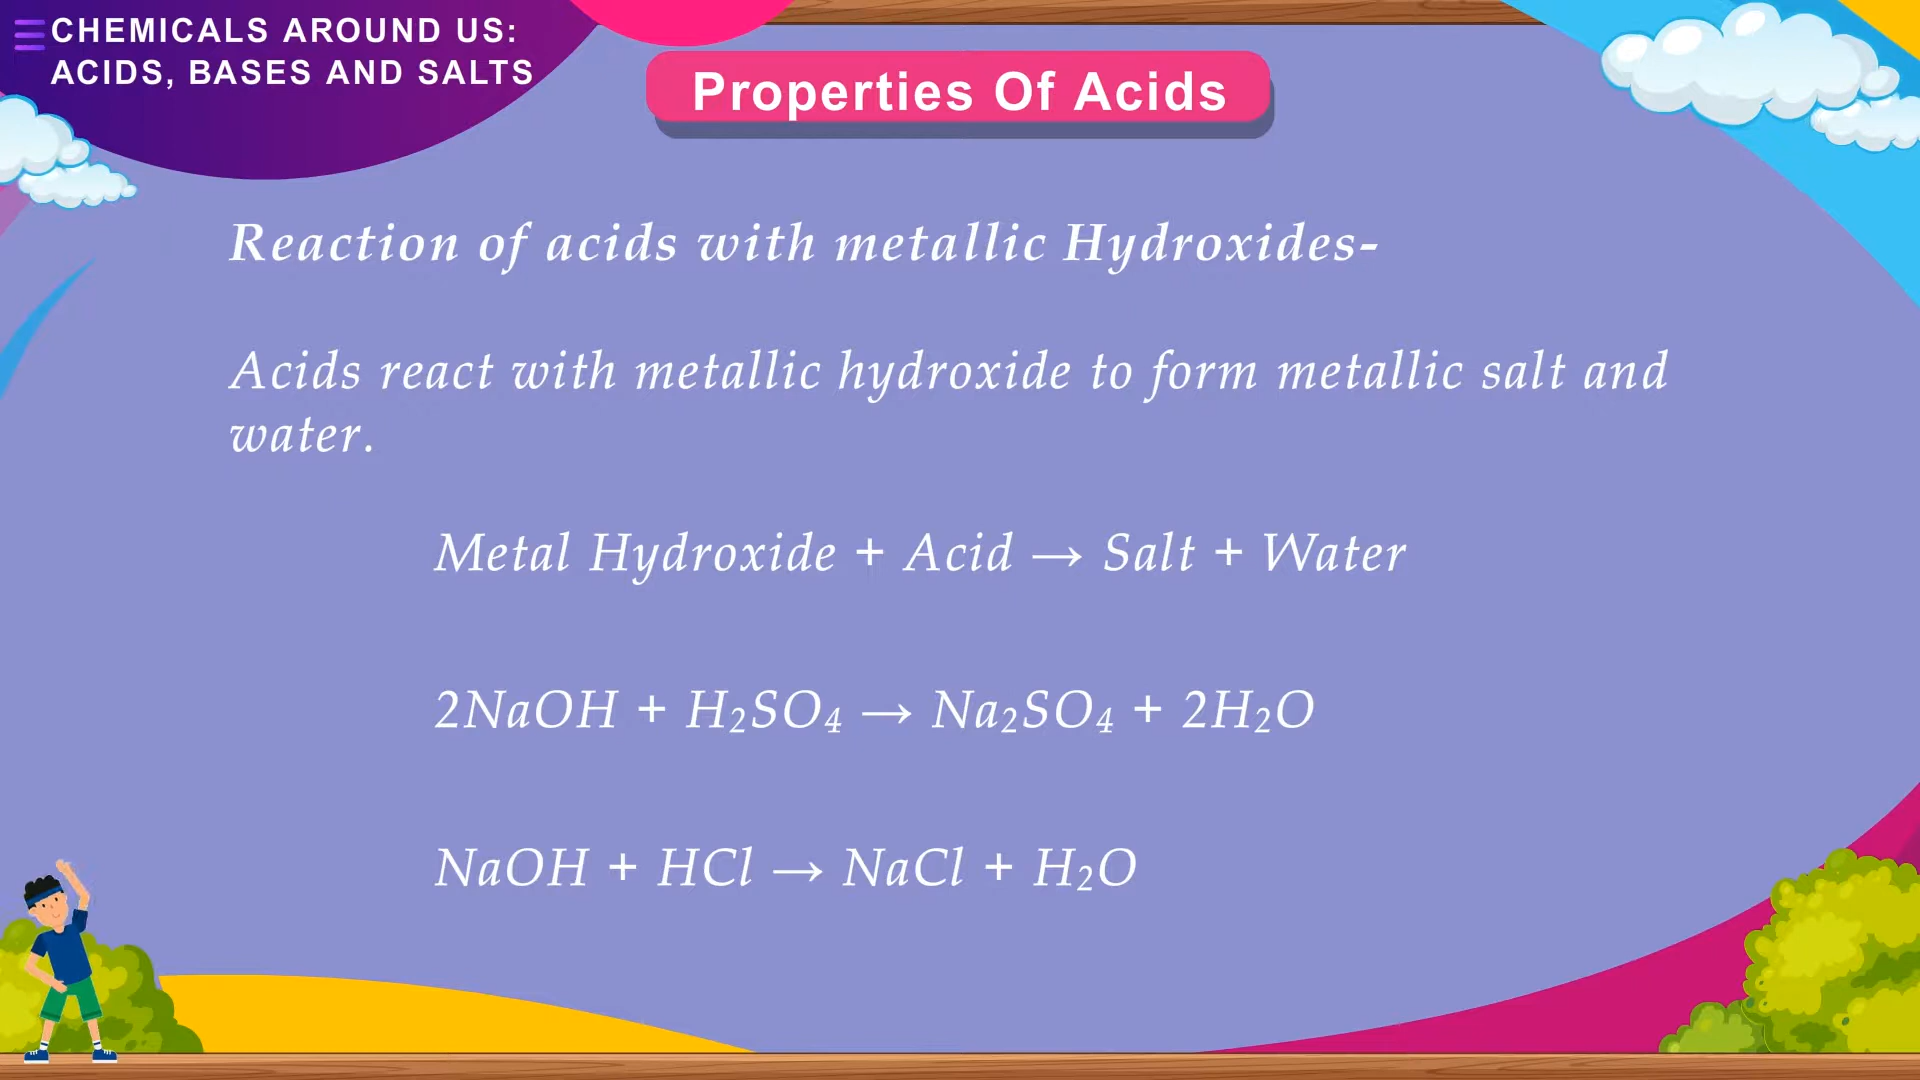 CHEMICALS AROUND US:
ACIDS, BASES AND SALTS
Properties Of Acids
Reaction of acids with metallic Hydroxides-
Acids react with metallic hydroxide to form metallic salt and
water.
Metal Hydroxide + Acid → Salt + Water
2NaOH + H₂SO₄ → Na₂SO₄ + 2H₂O
NaOH + HCl → NaCl + H₂O